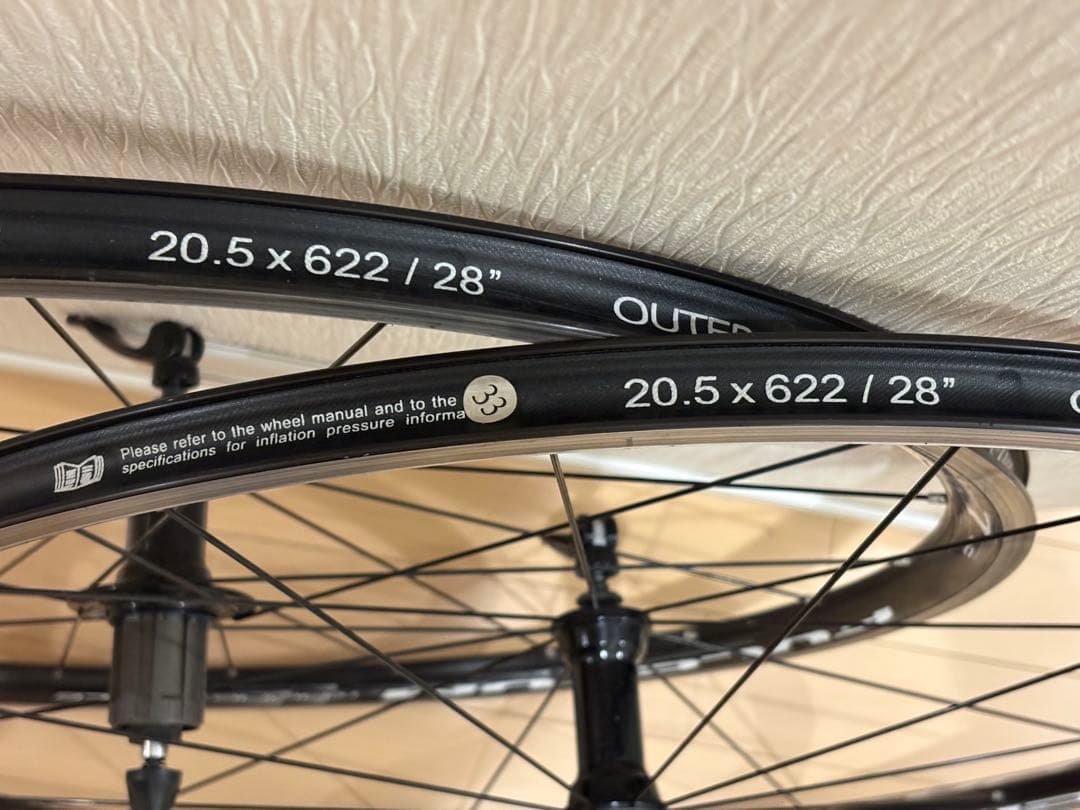 20.5 x 622 / 28”
OUTER
Please refer to the wheel manual and to the
specifications for inflation pressure informa
33
20.5 x 622 / 28”